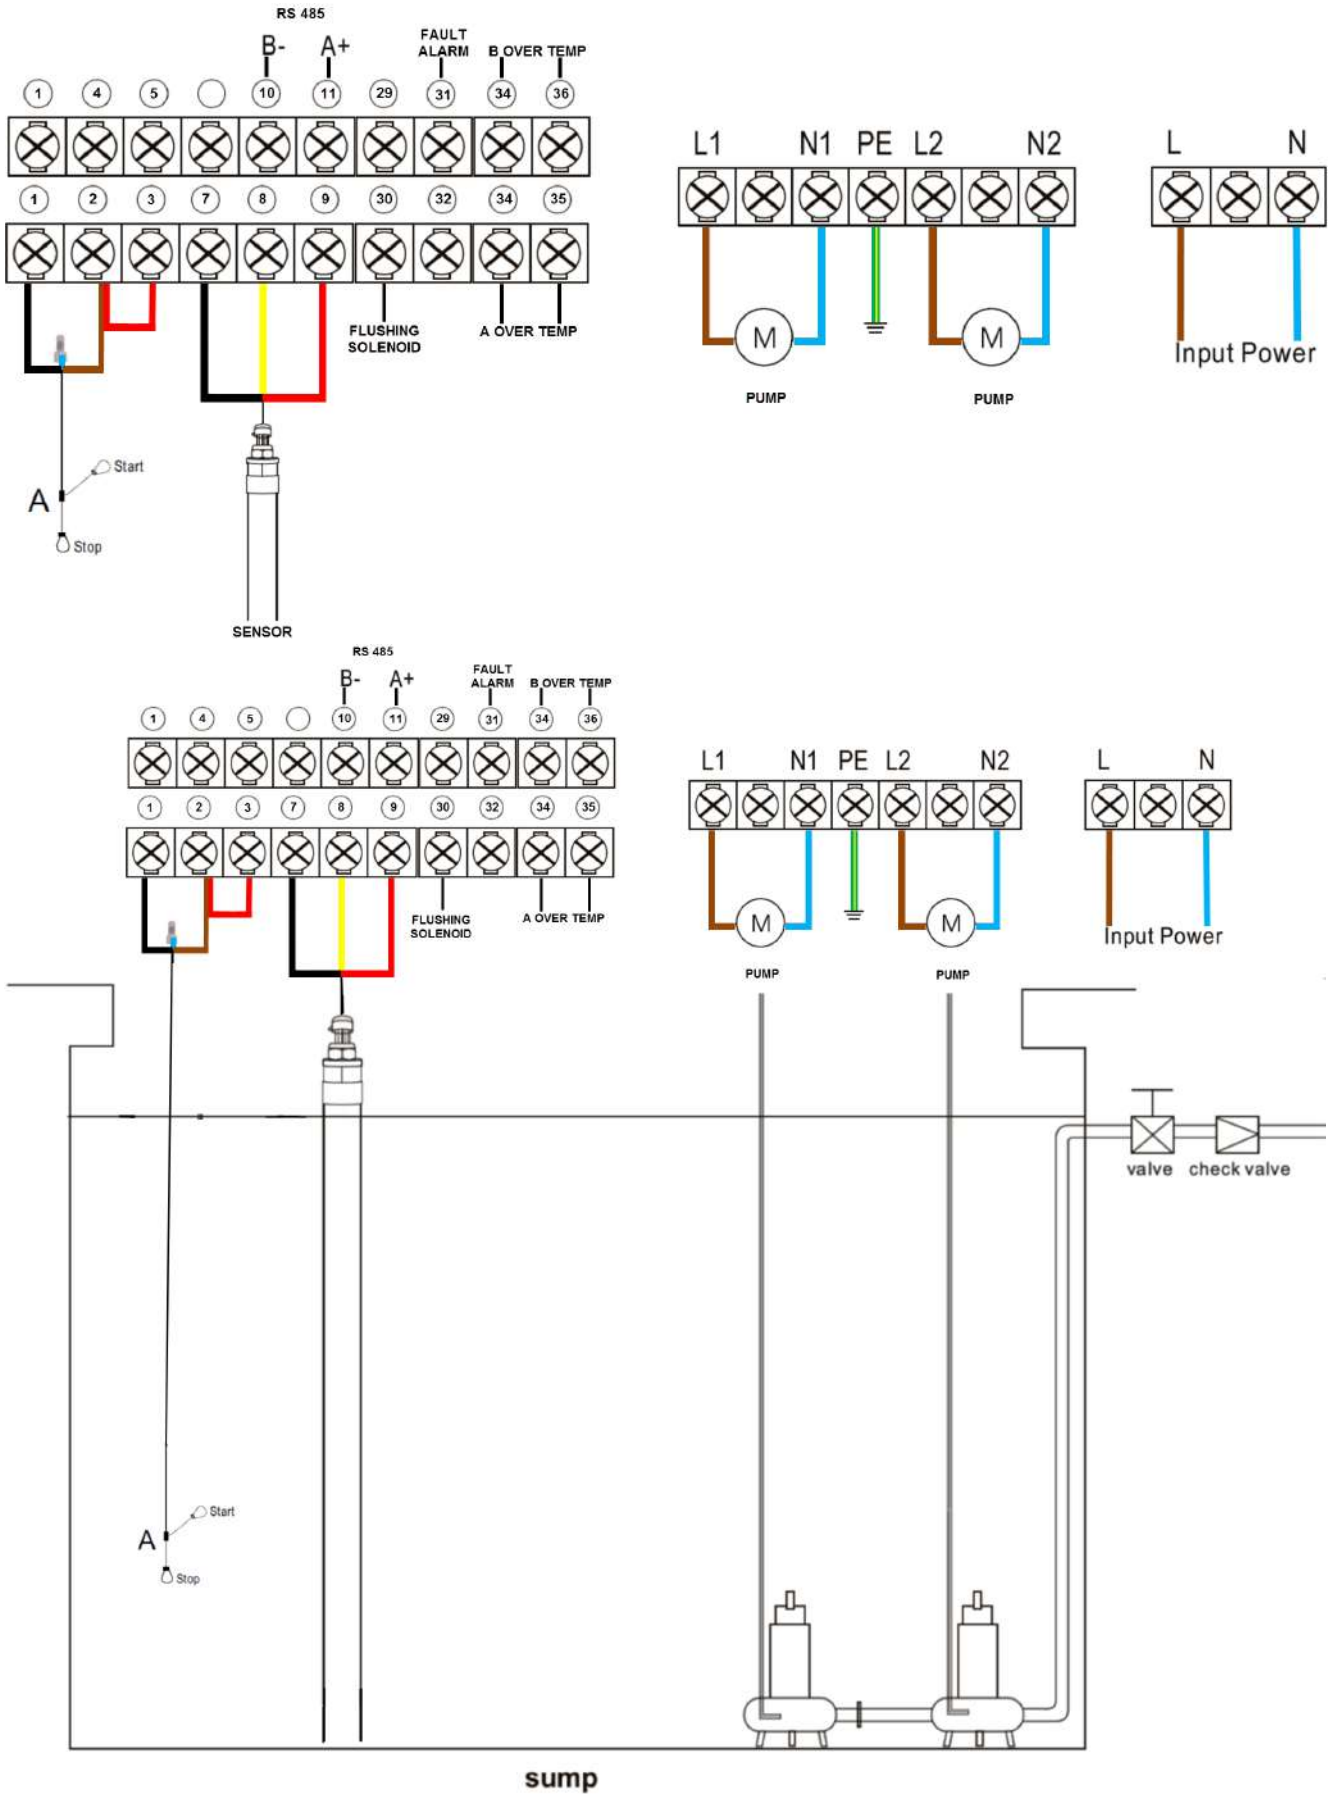 RS 485
B- A+
FAULT
ALARM
B OVER TEMP
1 4 5 10 11 29 31 34 36
1 2 3 7 8 9 30 32 34 35
FLUSHING
SOLENOID
A OVER TEMP
Start
A
Stop
SENSOR
L1 N1 PE L2 N2
M M
PUMP PUMP
L N
Input Power
RS 485
B- A+
FAULT
ALARM
B OVER TEMP
1 4 5 10 11 29 31 34 36
1 2 3 7 8 9 30 32 34 35
FLUSHING
SOLENOID
A OVER TEMP
L1 N1 PE L2 N2
M M
PUMP PUMP
L N
Input Power
valve check valve
Start
A
Stop
sump